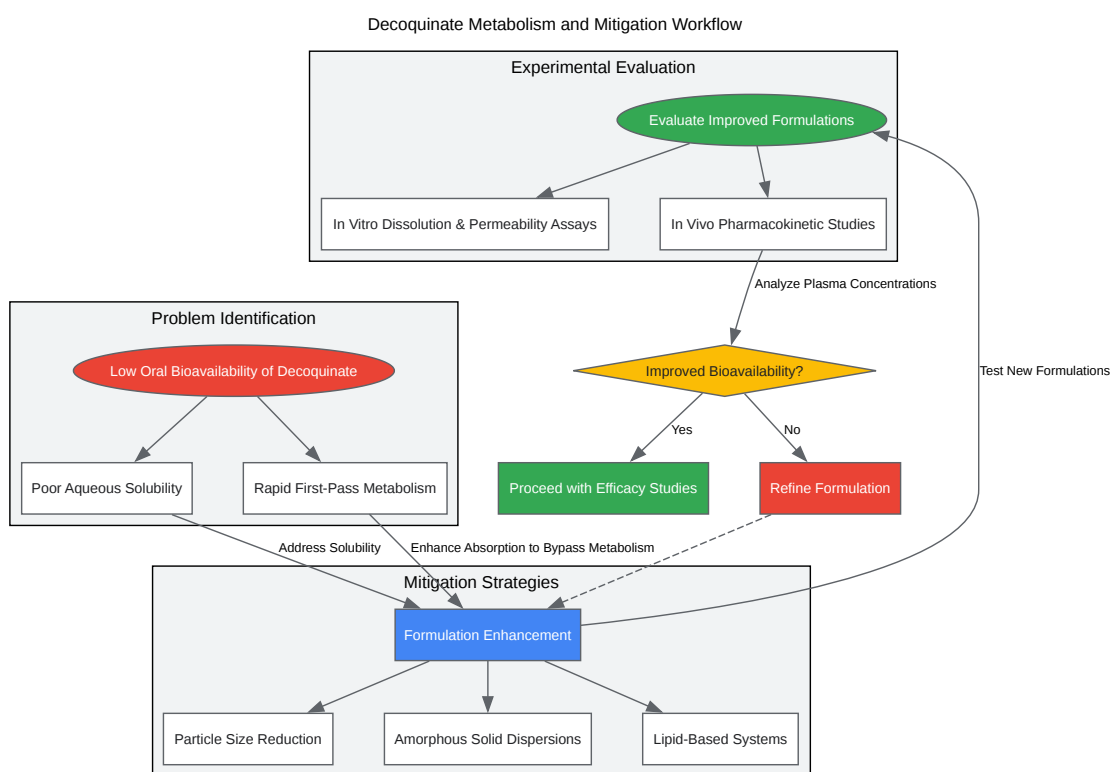 Decoquinate Metabolism and Mitigation Workflow
Experimental Evaluation
Evaluate Improved Formulations
In Vitro Dissolution & Permeability Assays
In Vivo Pharmacokinetic Studies
Analyze Plasma Concentrations
Problem Identification
Low Oral Bioavailability of Decoquinate
Improved Bioavailability?
Test New Formulations
Yes
No
Poor Aqueous Solubility
Rapid First-Pass Metabolism
Proceed with Efficacy Studies
Refine Formulation
Address Solubility
Enhance Absorption to Bypass Metabolism
Mitigation Strategies
Formulation Enhancement
Particle Size Reduction
Amorphous Solid Dispersions
Lipid-Based Systems